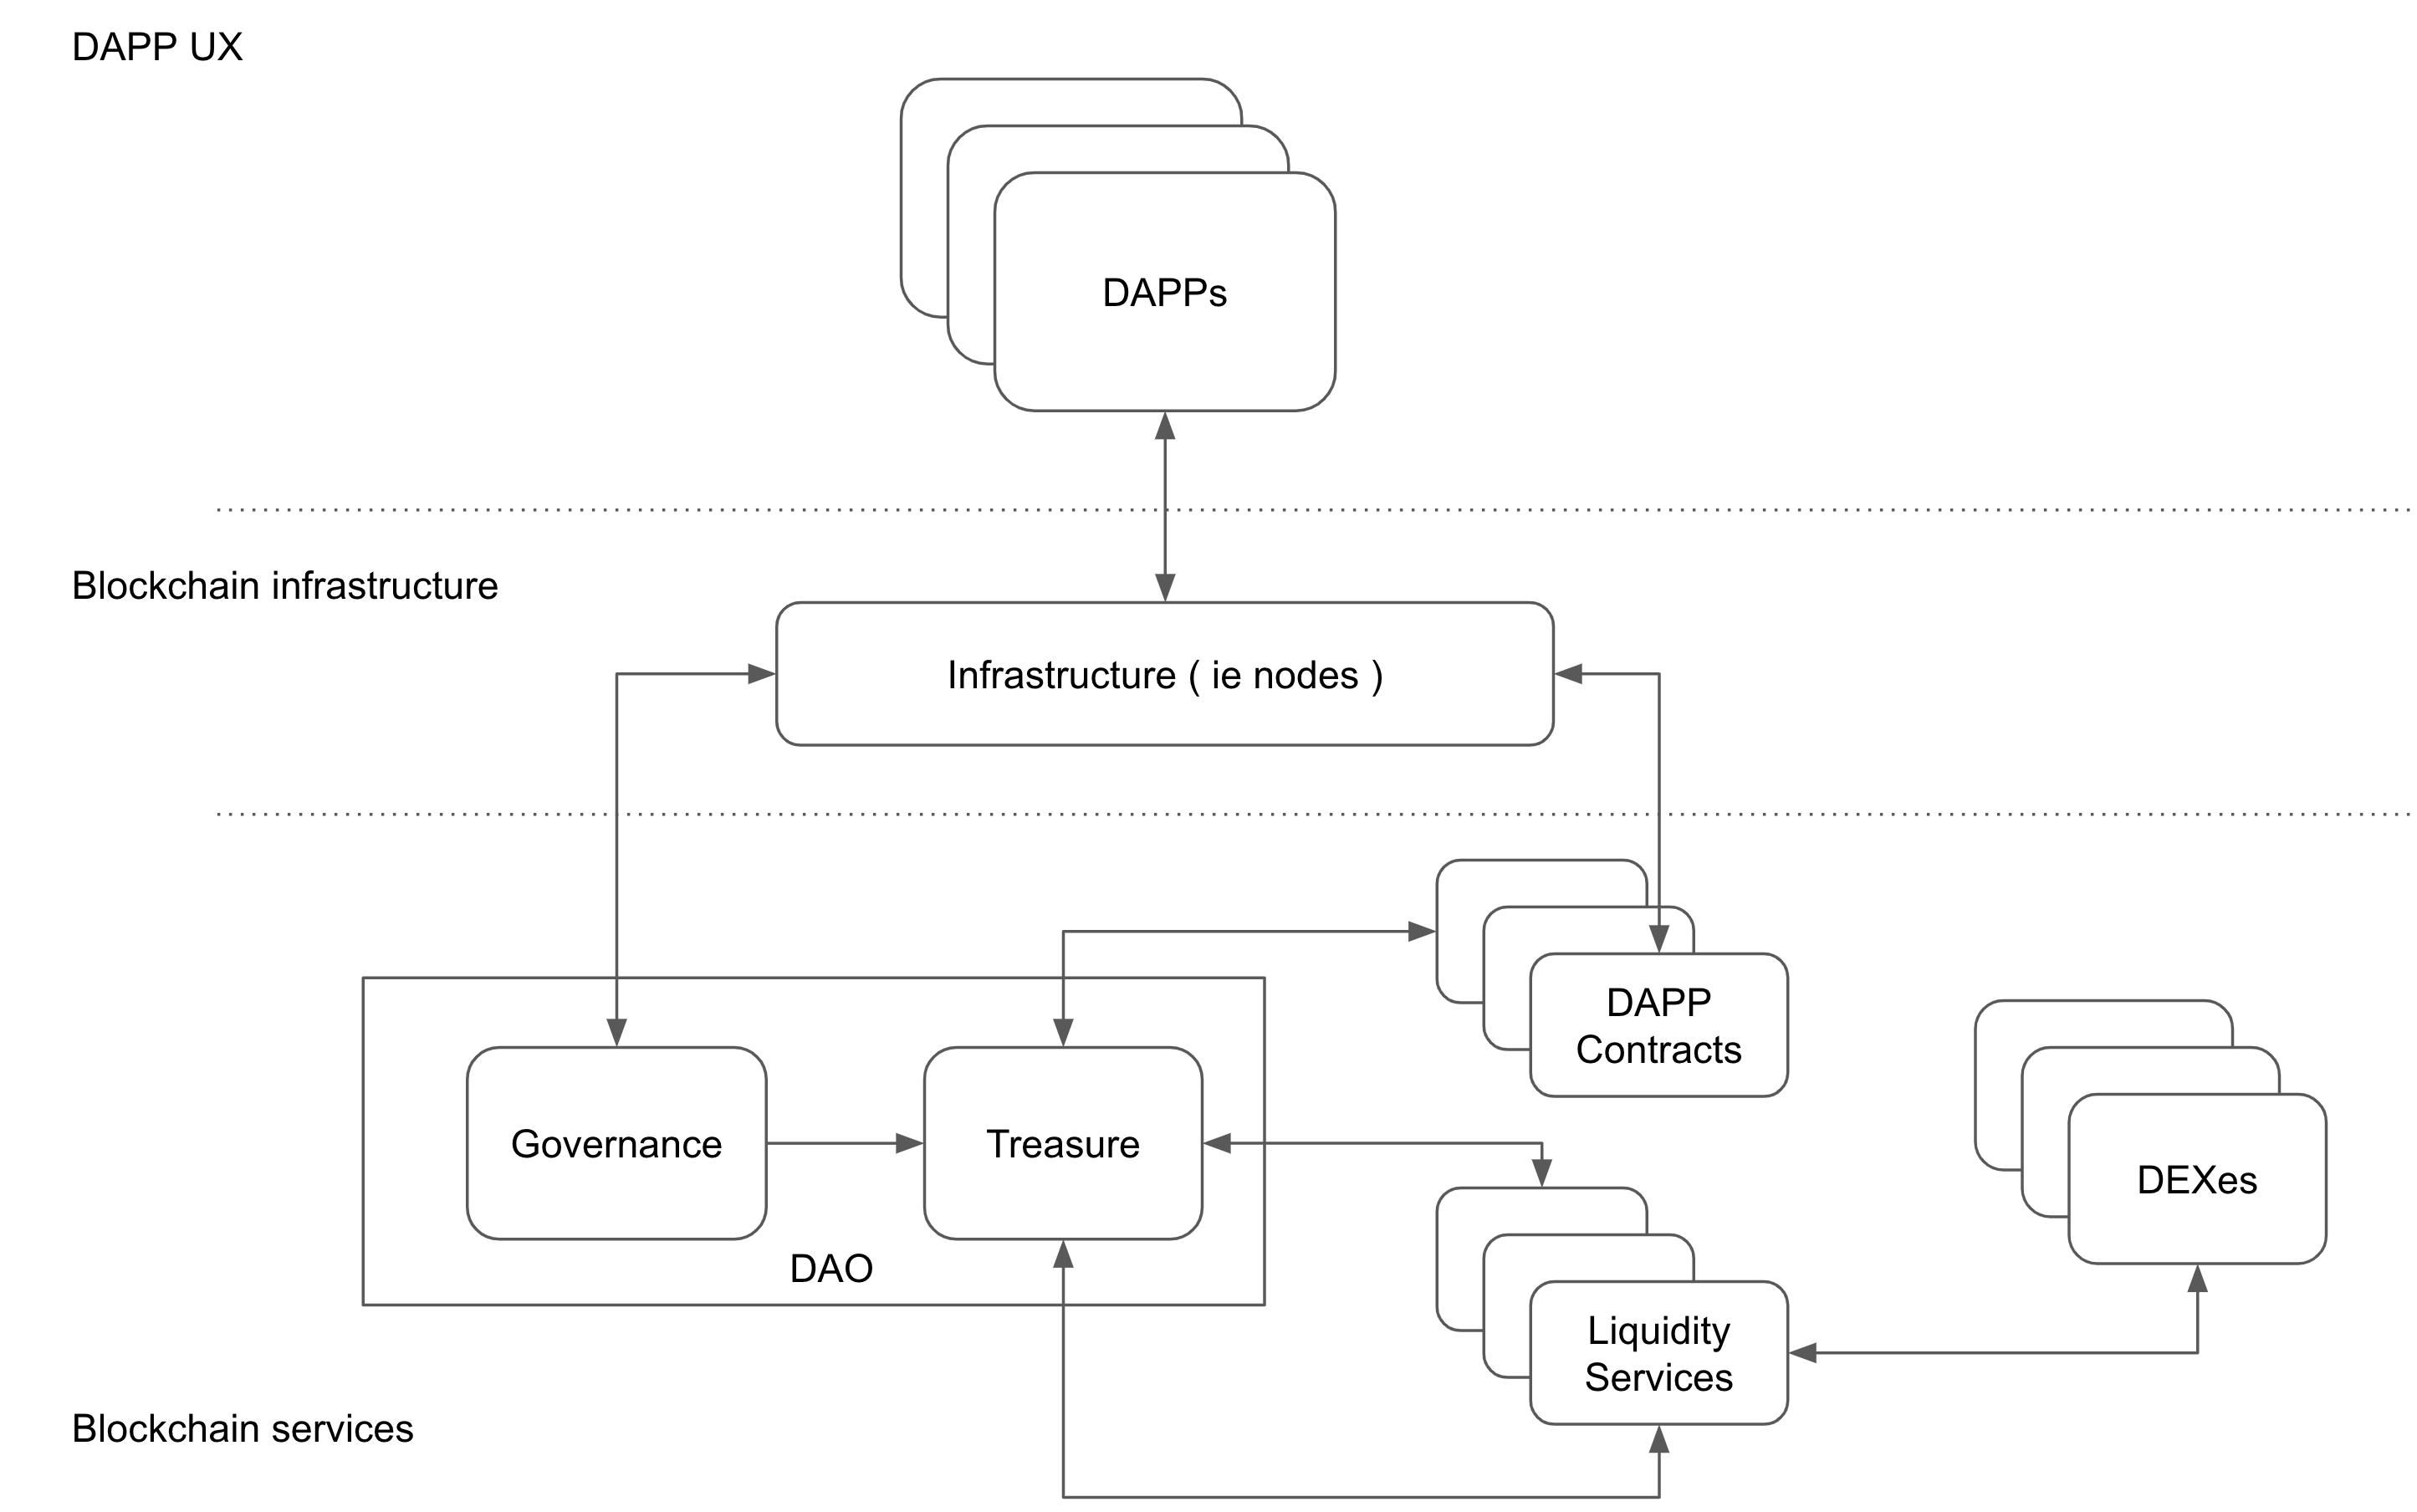 DAPP UX
DAPPs
Blockchain infrastructure
Infrastructure ( ie nodes )
DAPP
Contracts
Governance
Treasure
DEXes
DAO
Liquidity
Services
Blockchain services